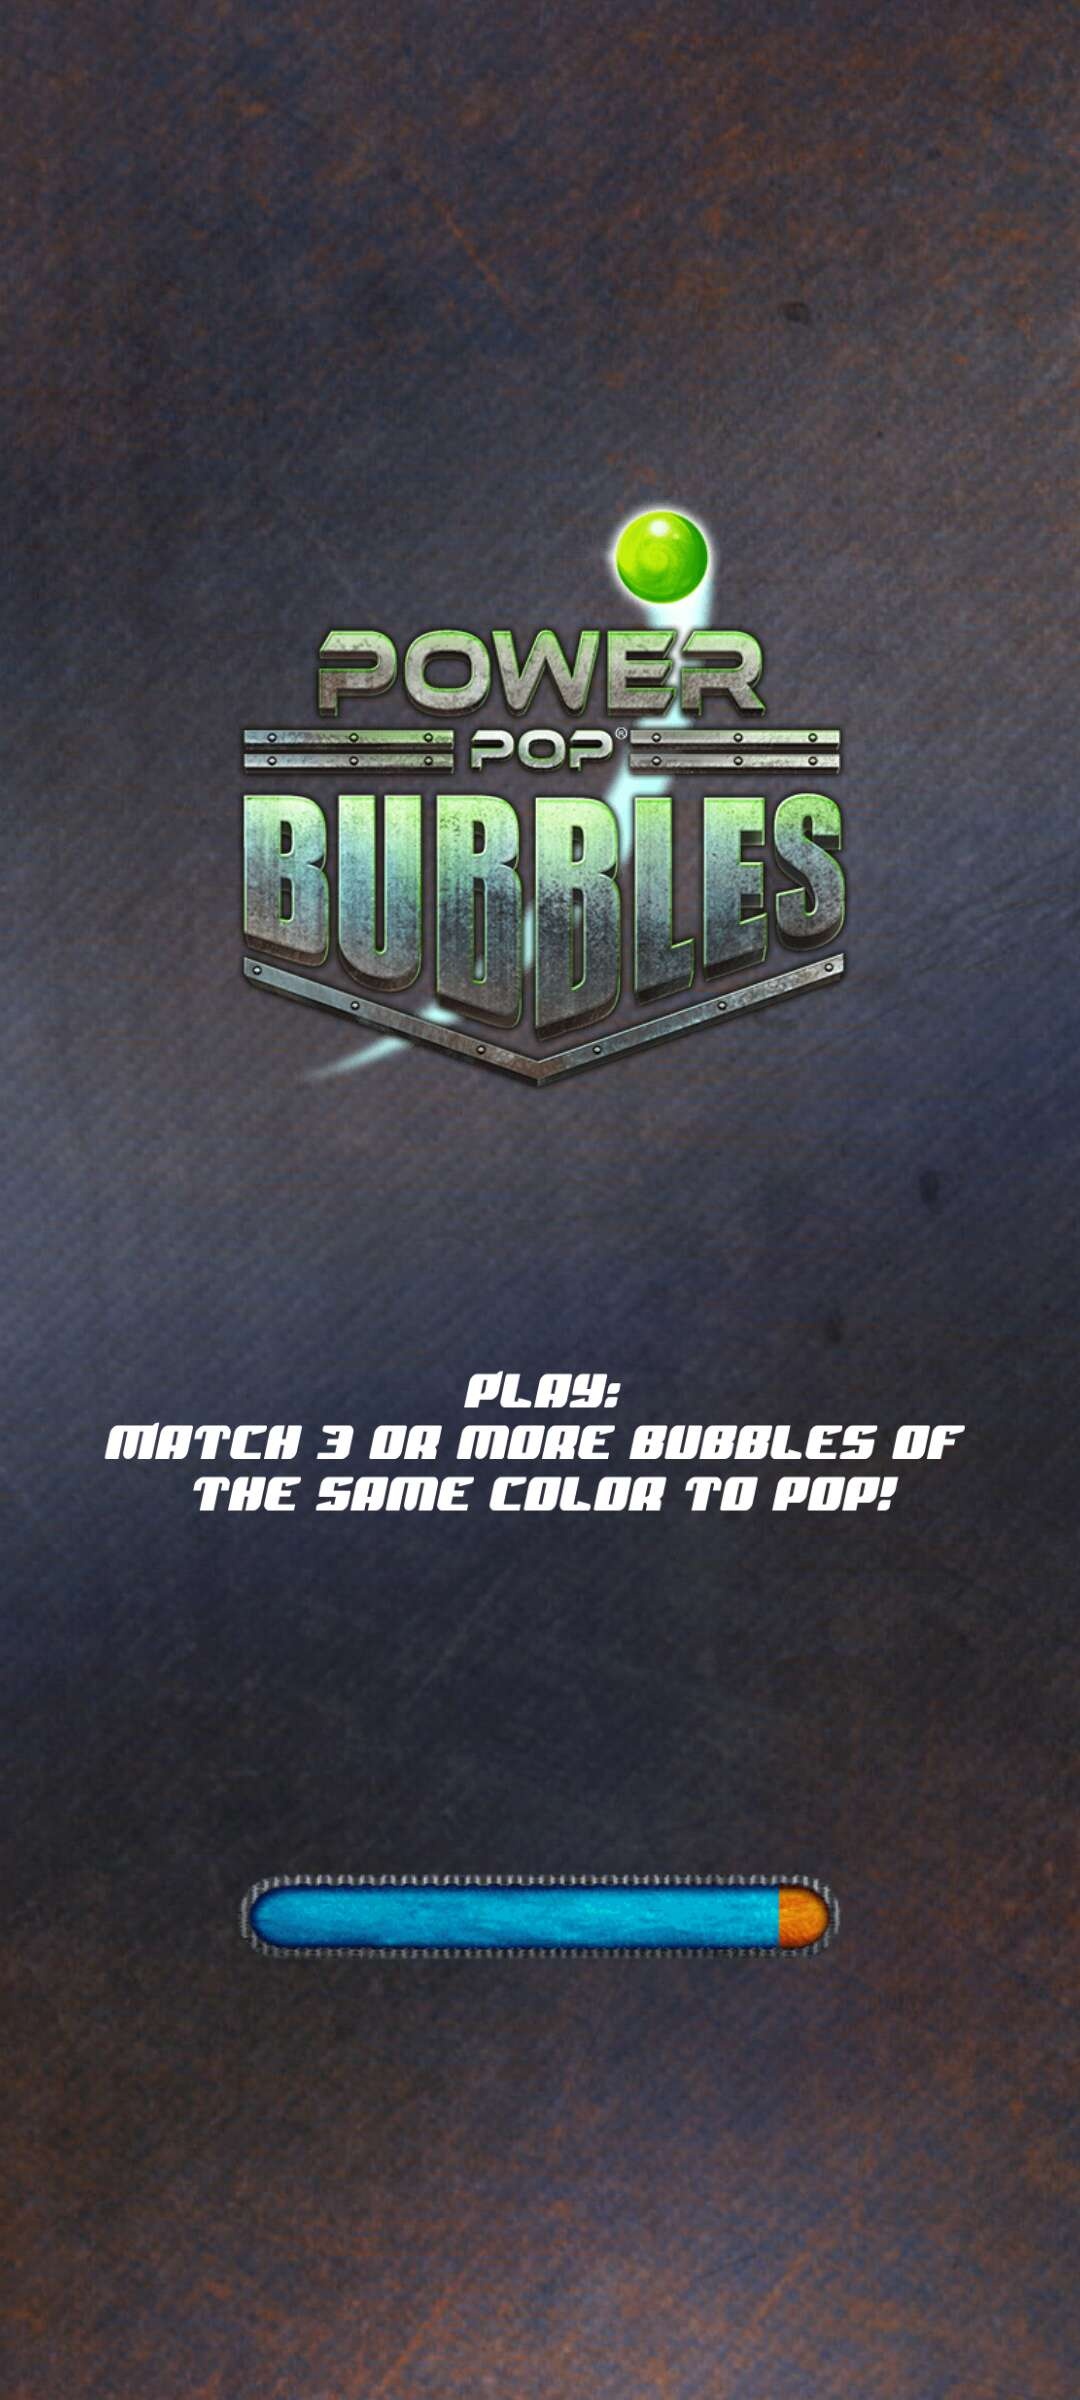 POWER
POP®
BUBBLES
PLAY:
MATCH 3 OR MORE BUBBLES OF
THE SAME COLOR TO POP!